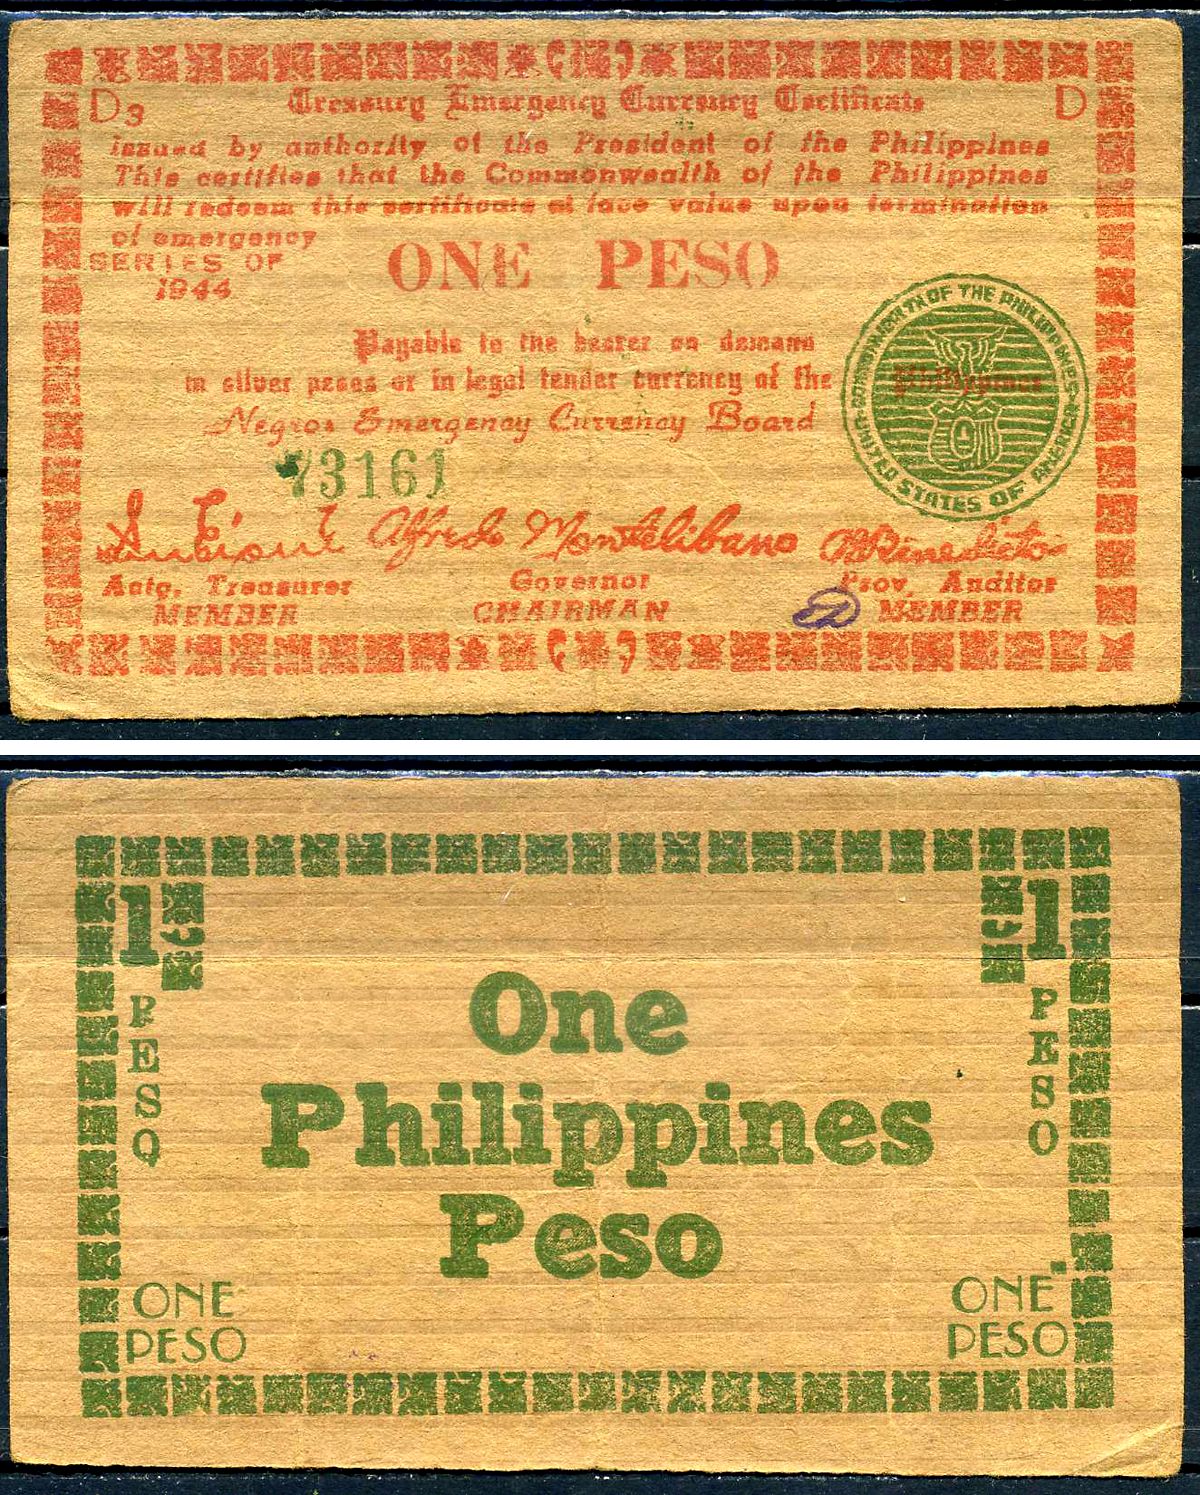 D3 Treasury Emergency Currency Certificate D
issued by authority of the President of the Philippines
This certifies that the Commonwealth of the Philippines
will redeem this certificate at face value upon termination
of emergency
SERIES OF
1944
ONE PESO
COMMONWEALTH OF THE PHILIPPINES
UNITED STATES OF AMERICA
Payable to the bearer on demand
in silver pesos or in legal tender currency of the Philippines
Negros Emergency Currency Board
73161
Alfredo Montelibano
Actg. Treasurer Governor Prov. Auditor
MEMBER CHAIRMAN MEMBER
1 1
PESO PESO
One
Philippines
Peso
ONE ONE
PESO PESO